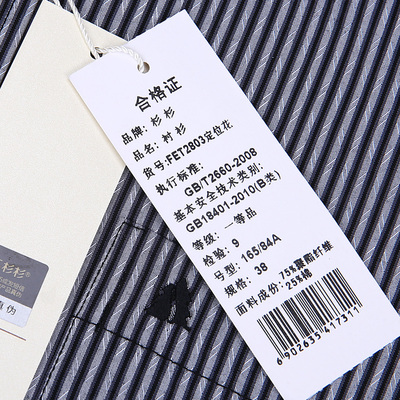 合格证
品牌：杉杉
品名：衬衫
货号：FET2803定位花
执行标准：
GB/T2660-2008
基本安全技术类别：
GB18401-2010(B类)
等级：一等品
检验：9
号型：165/84A
规格：38
面料成份：75%聚酯纤维
25%棉
6902635417311
杉杉®